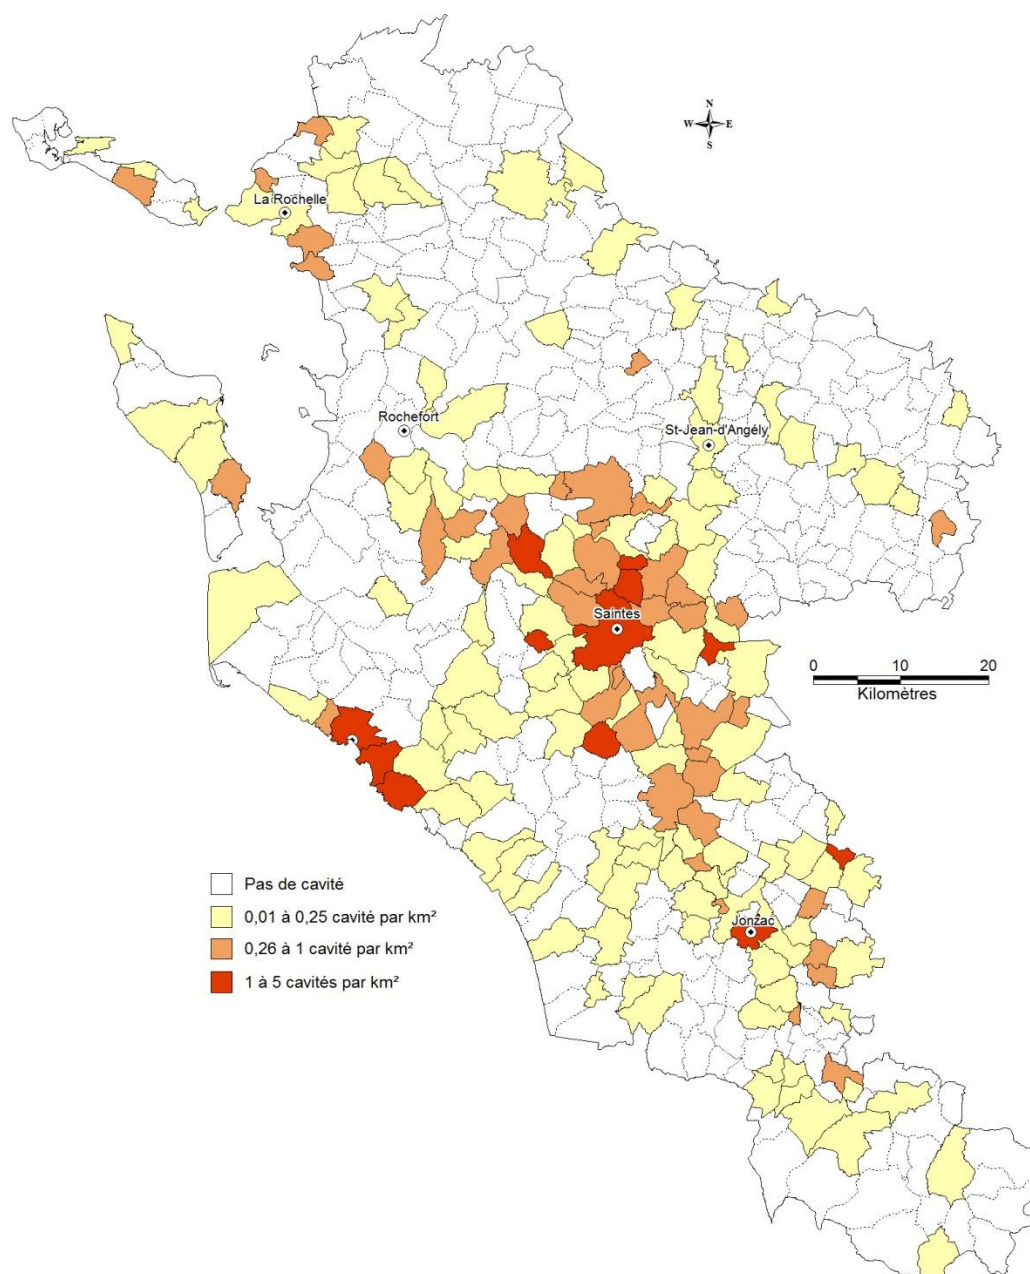 N
W E
S
La Rochelle
Rochefort
St-Jean-d'Angély
Saintes
0 10 20
Kilomètres
Pas de cavité
0,01 à 0,25 cavité par km²
0,26 à 1 cavité par km²
1 à 5 cavités par km²
Jonzac